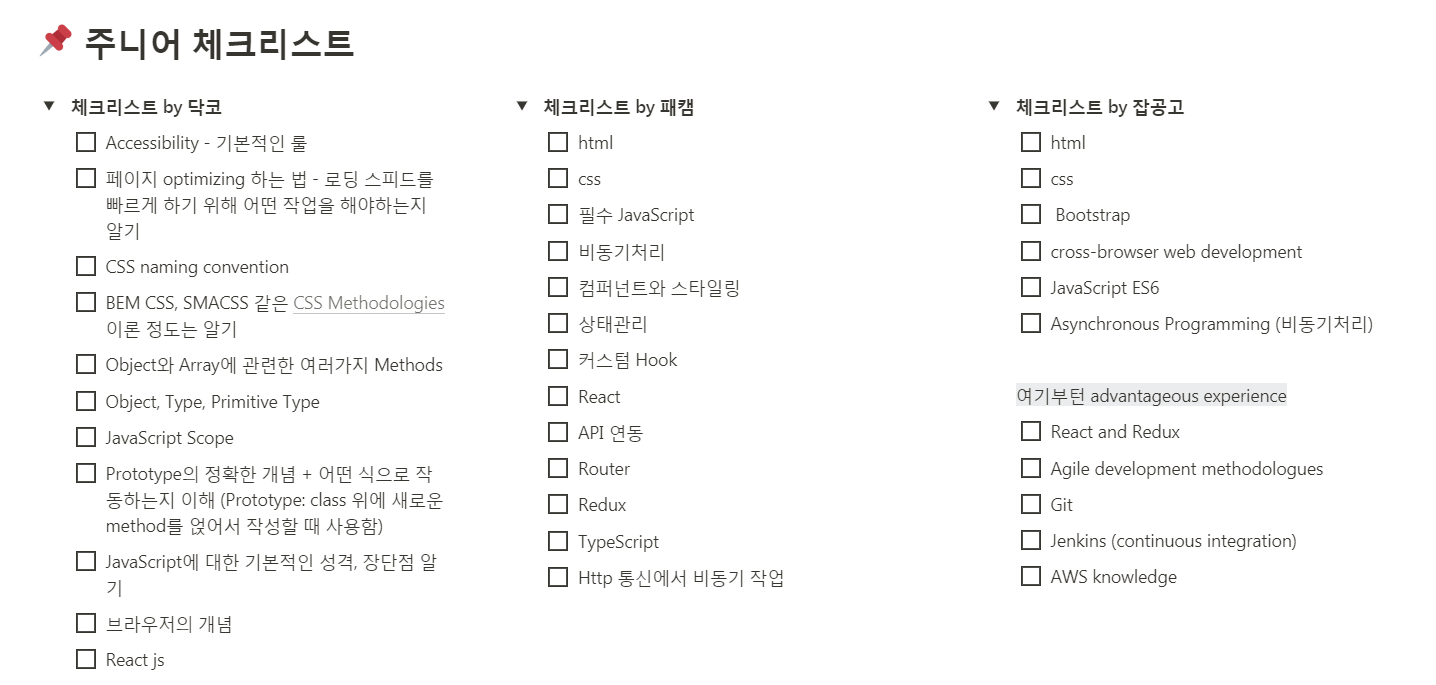 주니어 체크리스트
체크리스트 by 닥코
Accessibility - 기본적인 룰
페이지 optimizing 하는 법 - 로딩 스피드를
빠르게 하기 위해 어떤 작업을 해야하는지
알기
CSS naming convention
BEM CSS, SMACSS 같은 CSS Methodologies
이론 정도는 알기
Object와 Array에 관련한 여러가지 Methods
Object, Type, Primitive Type
JavaScript Scope
Prototype의 정확한 개념 + 어떤 식으로 작
동하는지 이해 (Prototype: class 위에 새로운
method를 얹어서 작성할 때 사용함)
JavaScript에 대한 기본적인 성격, 장단점 알
기
브라우저의 개념
React js
체크리스트 by 패캠
html
css
필수 JavaScript
비동기처리
컴퍼넌트와 스타일링
상태관리
커스텀 Hook
React
API 연동
Router
Redux
TypeScript
Http 통신에서 비동기 작업
체크리스트 by 잡공고
html
css
Bootstrap
cross-browser web development
JavaScript ES6
Asynchronous Programming (비동기처리)
여기부턴 advantageous experience
React and Redux
Agile development methodologues
Git
Jenkins (continuous integration)
AWS knowledge